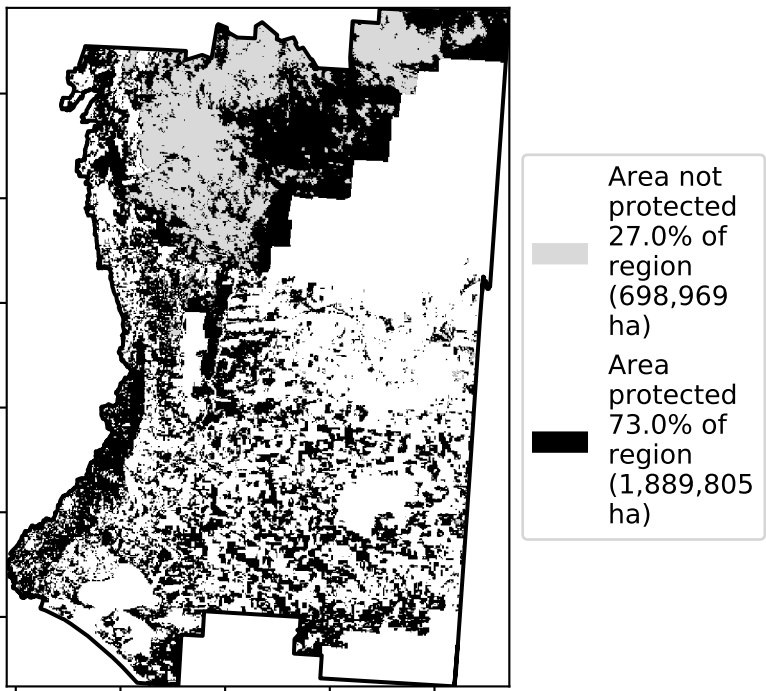 Area not
protected
27.0% of
region
(698,969
ha)
Area
protected
73.0% of
region
(1,889,805
ha)